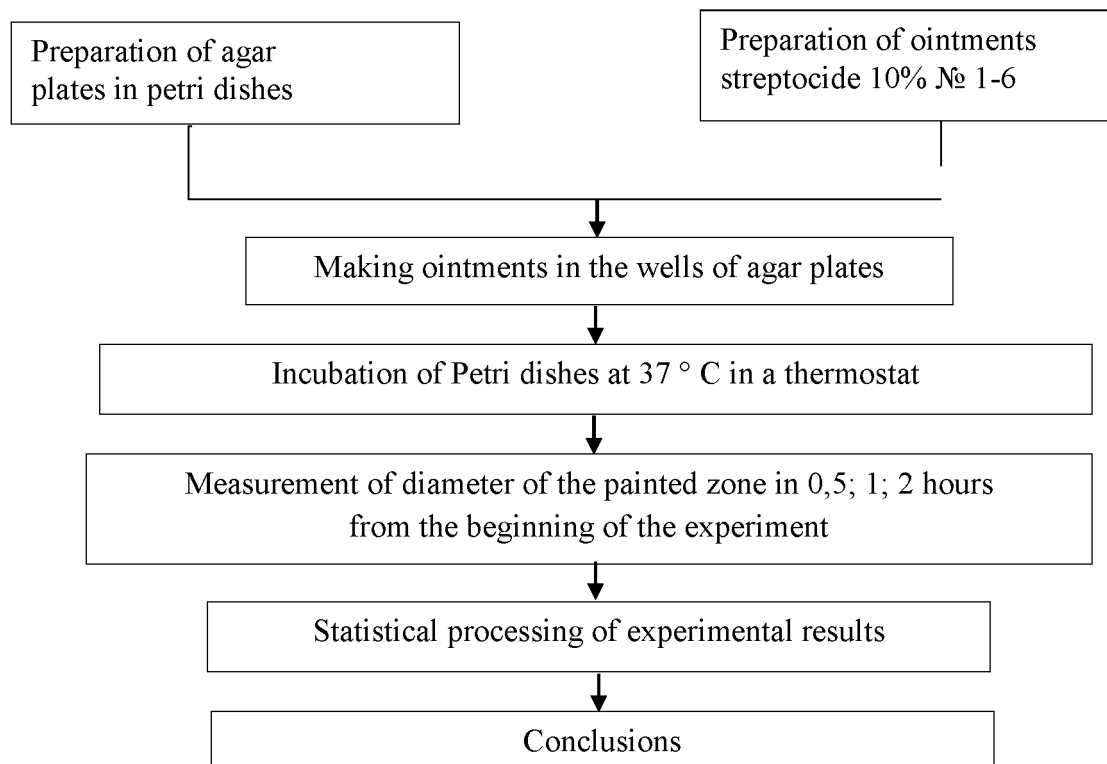 Preparation of agar
plates in petri dishes
Preparation of ointments
streptocide 10% № 1-6
Making ointments in the wells of agar plates
Incubation of Petri dishes at 37 ° C in a thermostat
Measurement of diameter of the painted zone in 0,5; 1; 2 hours
from the beginning of the experiment
Statistical processing of experimental results
Conclusions